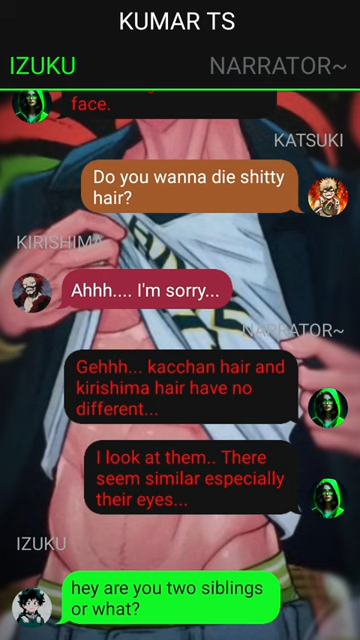 KUMAR TS
IZUKU
NARRATOR~
face.
KATSUKI
Do you wanna die shitty
hair?
KIRISHIMA
Ahhh.... I'm sorry...
NARRATOR~
Gehhh... kacchan hair and
kirishima hair have no
different...
I look at them.. There
seem similar especially
their eyes...
IZUKU
hey are you two siblings
or what?